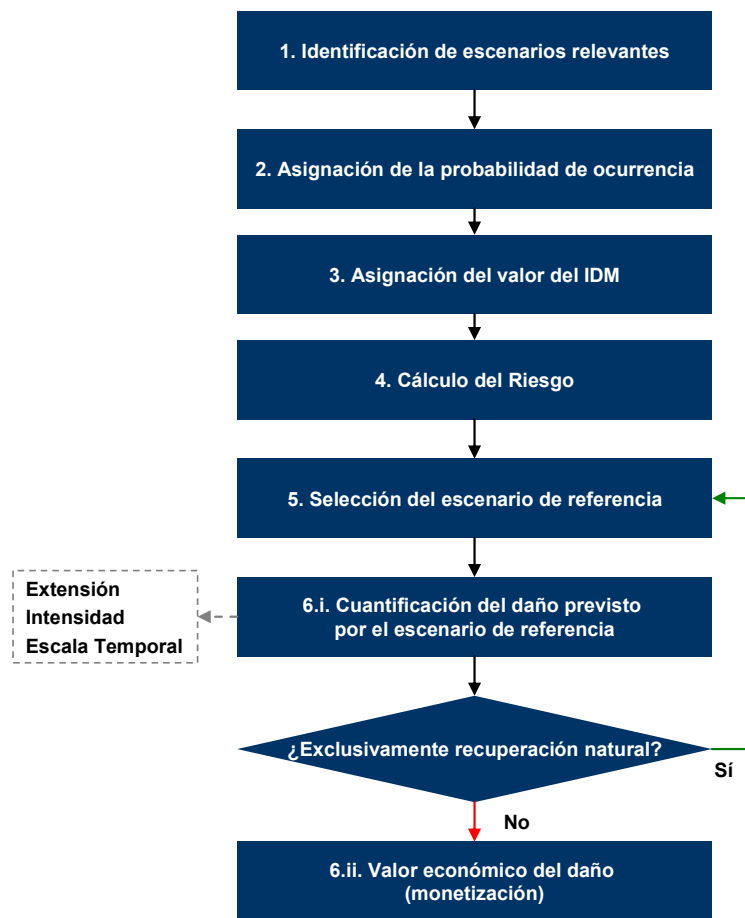 1. Identificación de escenarios relevantes
2. Asignación de la probabilidad de ocurrencia
3. Asignación del valor del IDM
4. Cálculo del Riesgo
5. Selección del escenario de referencia
Extensión
Intensidad
Escala Temporal
6.i. Cuantificación del daño previsto
por el escenario de referencia
¿Exclusivamente recuperación natural?
Sí
No
6.ii. Valor económico del daño
(monetización)